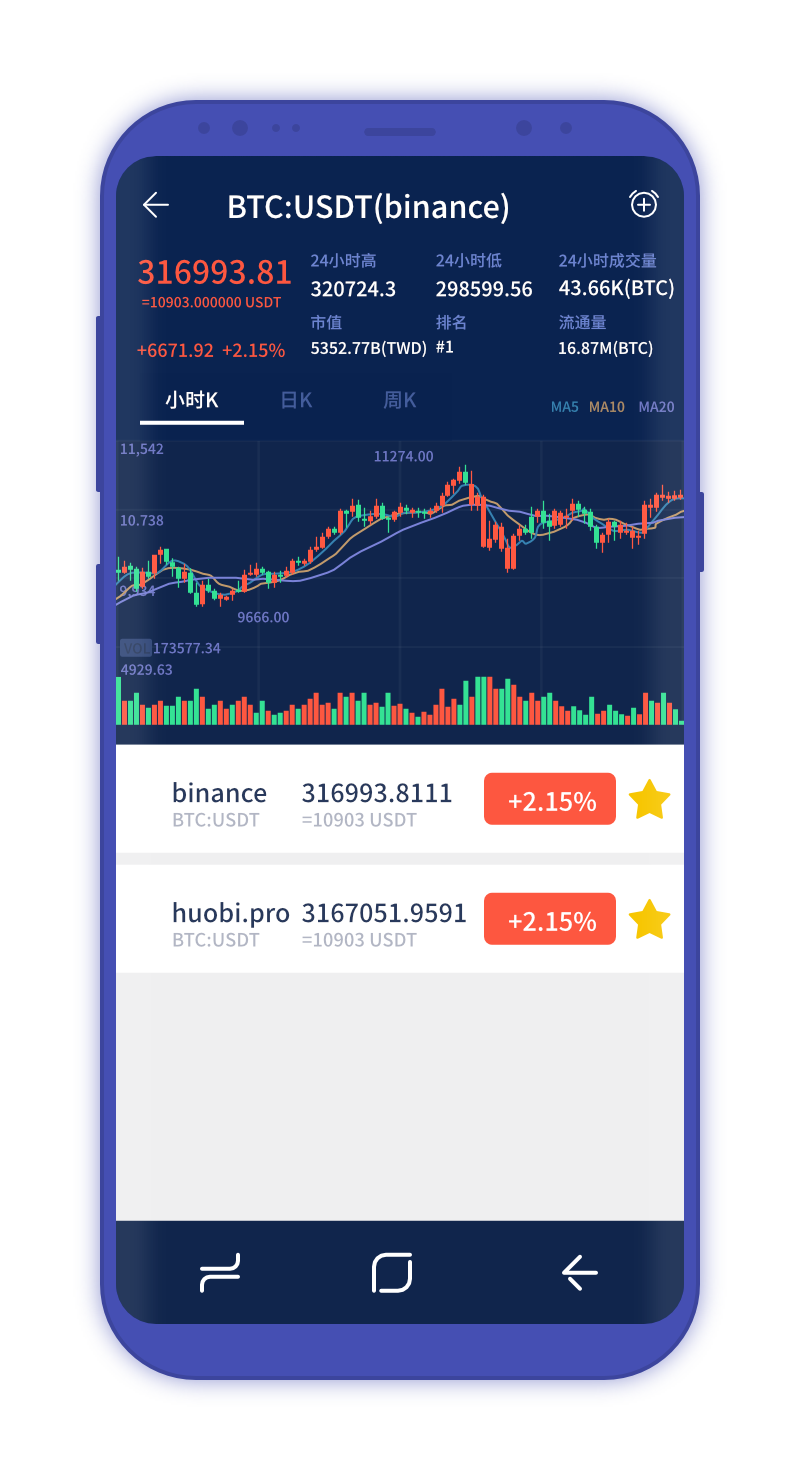 BTC:USDT(binance)
316993.81
=10903.000000 USDT
+6671.92 +2.15%
24小时高
24小时低
24小时成交量
320724.3
298599.56
43.66K(BTC)
市值
排名
流通量
5352.77B(TWD)
#1
16.87M(BTC)
小时K
日K
周K
MA5 MA10 MA20
11,542
11274.00
10.738
9,934
9666.00
VOL 173577.34
4929.63
binance 316993.8111
+2.15%
BTC:USDT =10903 USDT
huobi.pro 3167051.9591
+2.15%
BTC:USDT =10903 USDT